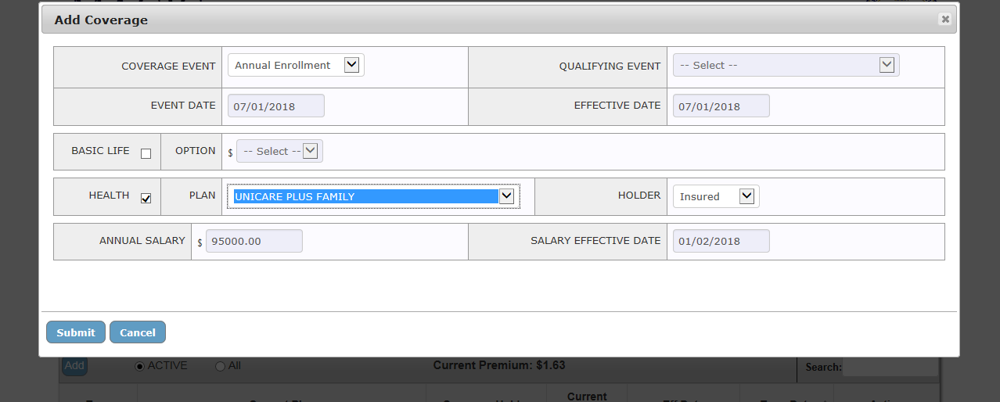 Add Coverage
COVERAGE EVENT Annual Enrollment QUALIFYING EVENT -- Select --
EVENT DATE 07/01/2018 EFFECTIVE DATE 07/01/2018
BASIC LIFE OPTION $ -- Select --
HEALTH PLAN UNICARE PLUS FAMILY HOLDER Insured
ANNUAL SALARY $ 95000.00 SALARY EFFECTIVE DATE 01/02/2018
Submit Cancel
Add ACTIVE All Current Premium: $1.63 Search:
Current